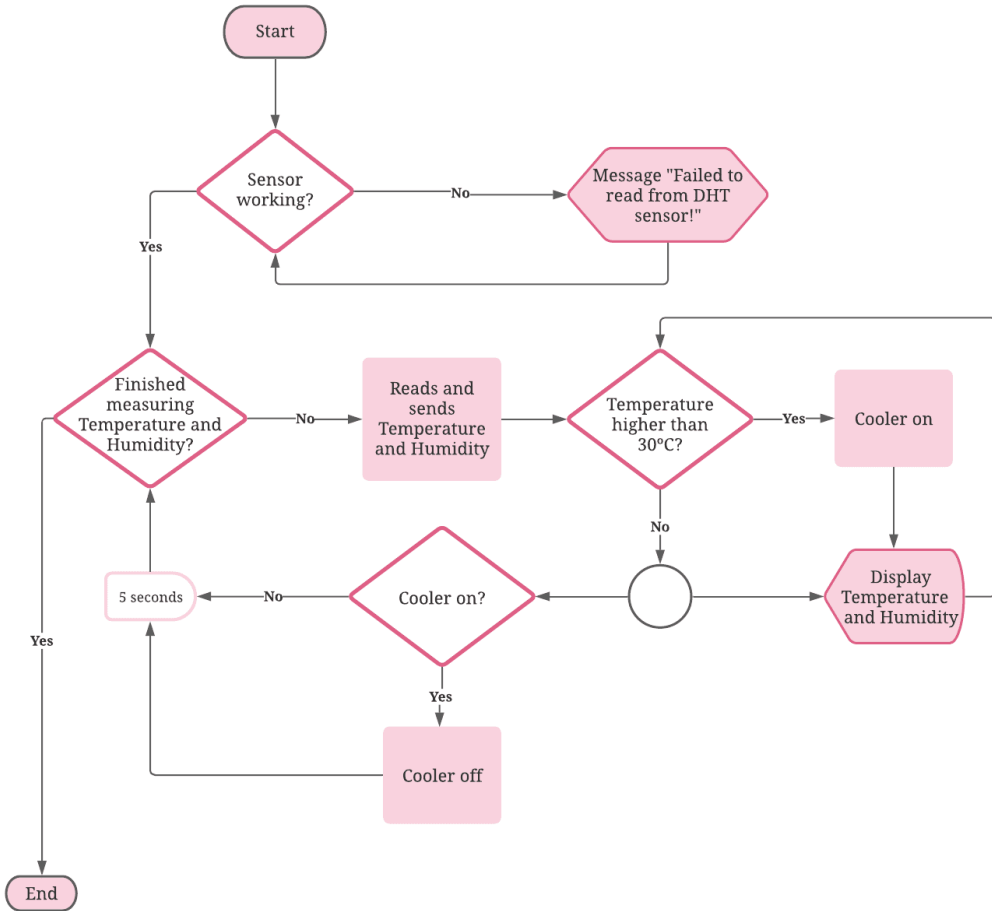 Start
Sensor
working?
No
Message "Failed to
read from DHT
sensor!"
Yes
Finished
measuring
Temperature and
Humidity?
No
Reads and
sends
Temperature
and Humidity
Temperature
higher than
30ºC?
Yes
Cooler on
No
Display
Temperature
and Humidity
Cooler on?
No
5 seconds
Yes
Cooler off
Yes
End